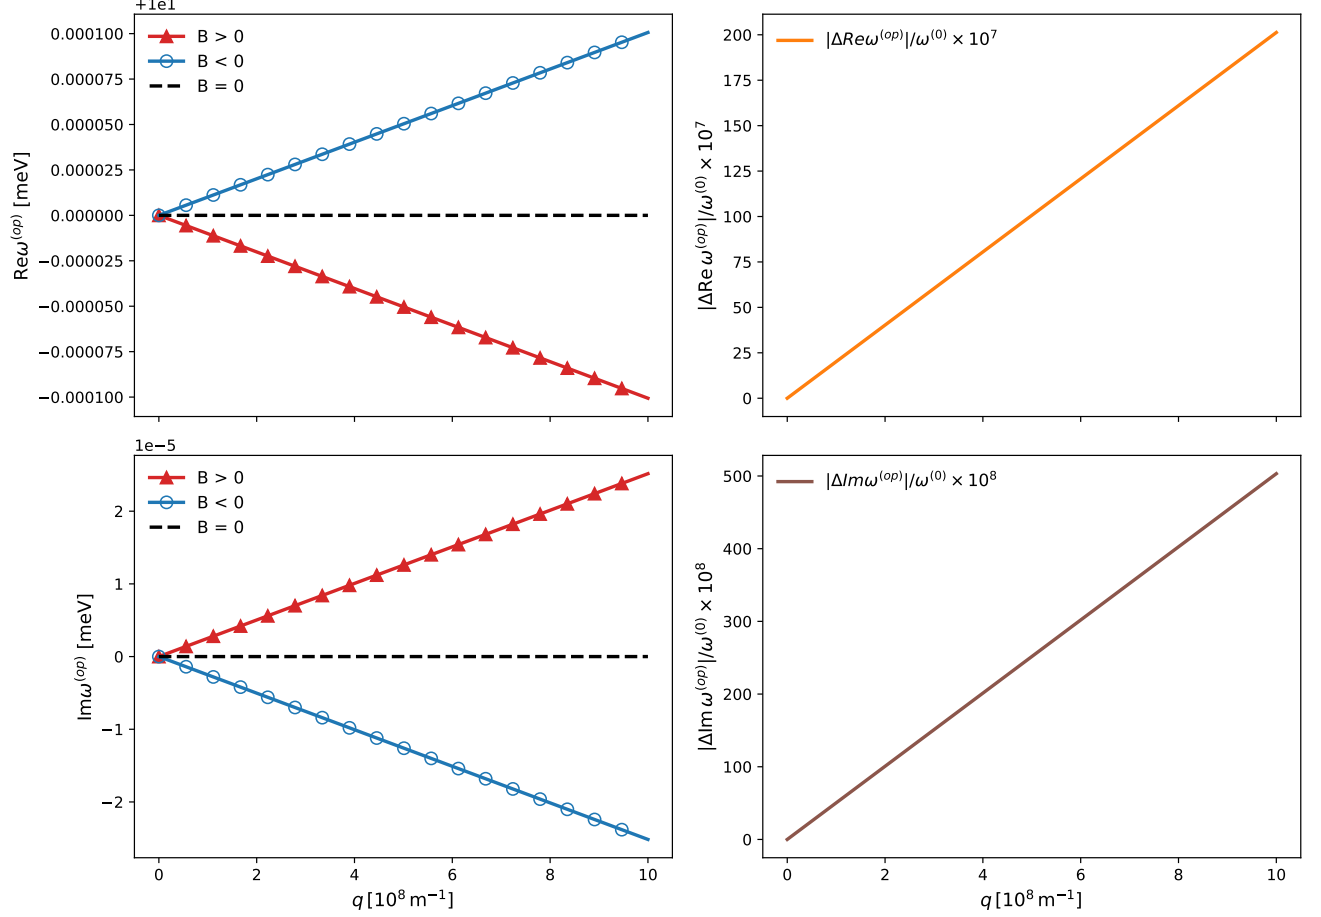 +1e1
0.000100
0.000075
0.000050
0.000025
0.000000
−0.000025
−0.000050
−0.000075
−0.000100
Reω^(op) [meV]
B > 0
B < 0
B = 0
200
175
150
125
100
75
50
25
0
|ΔRe ω^(op)|/ω^(0) × 10^7
|ΔReω^(op)|/ω^(0) × 10^7
1e−5
2
1
0
−1
−2
Imω^(op) [meV]
B > 0
B < 0
B = 0
0 2 4 6 8 10
q [10^8 m^−1]
500
400
300
200
100
0
|ΔIm ω^(op)|/ω^(0) × 10^8
|ΔImω^(op)|/ω^(0) × 10^8
0 2 4 6 8 10
q [10^8 m^−1]